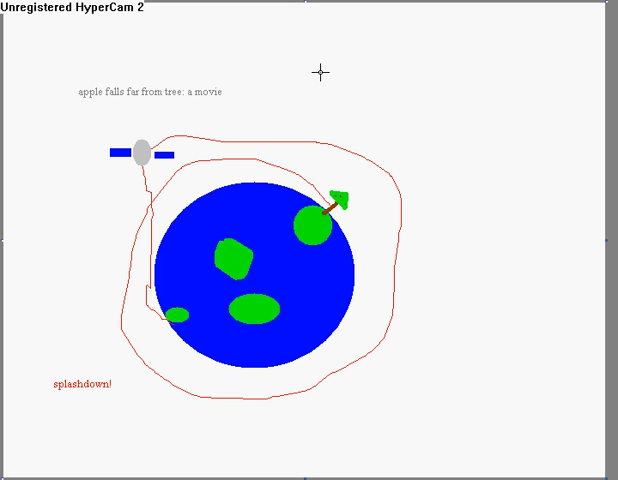 Unregistered HyperCam 2
apple falls far from tree: a movie
splashdown!